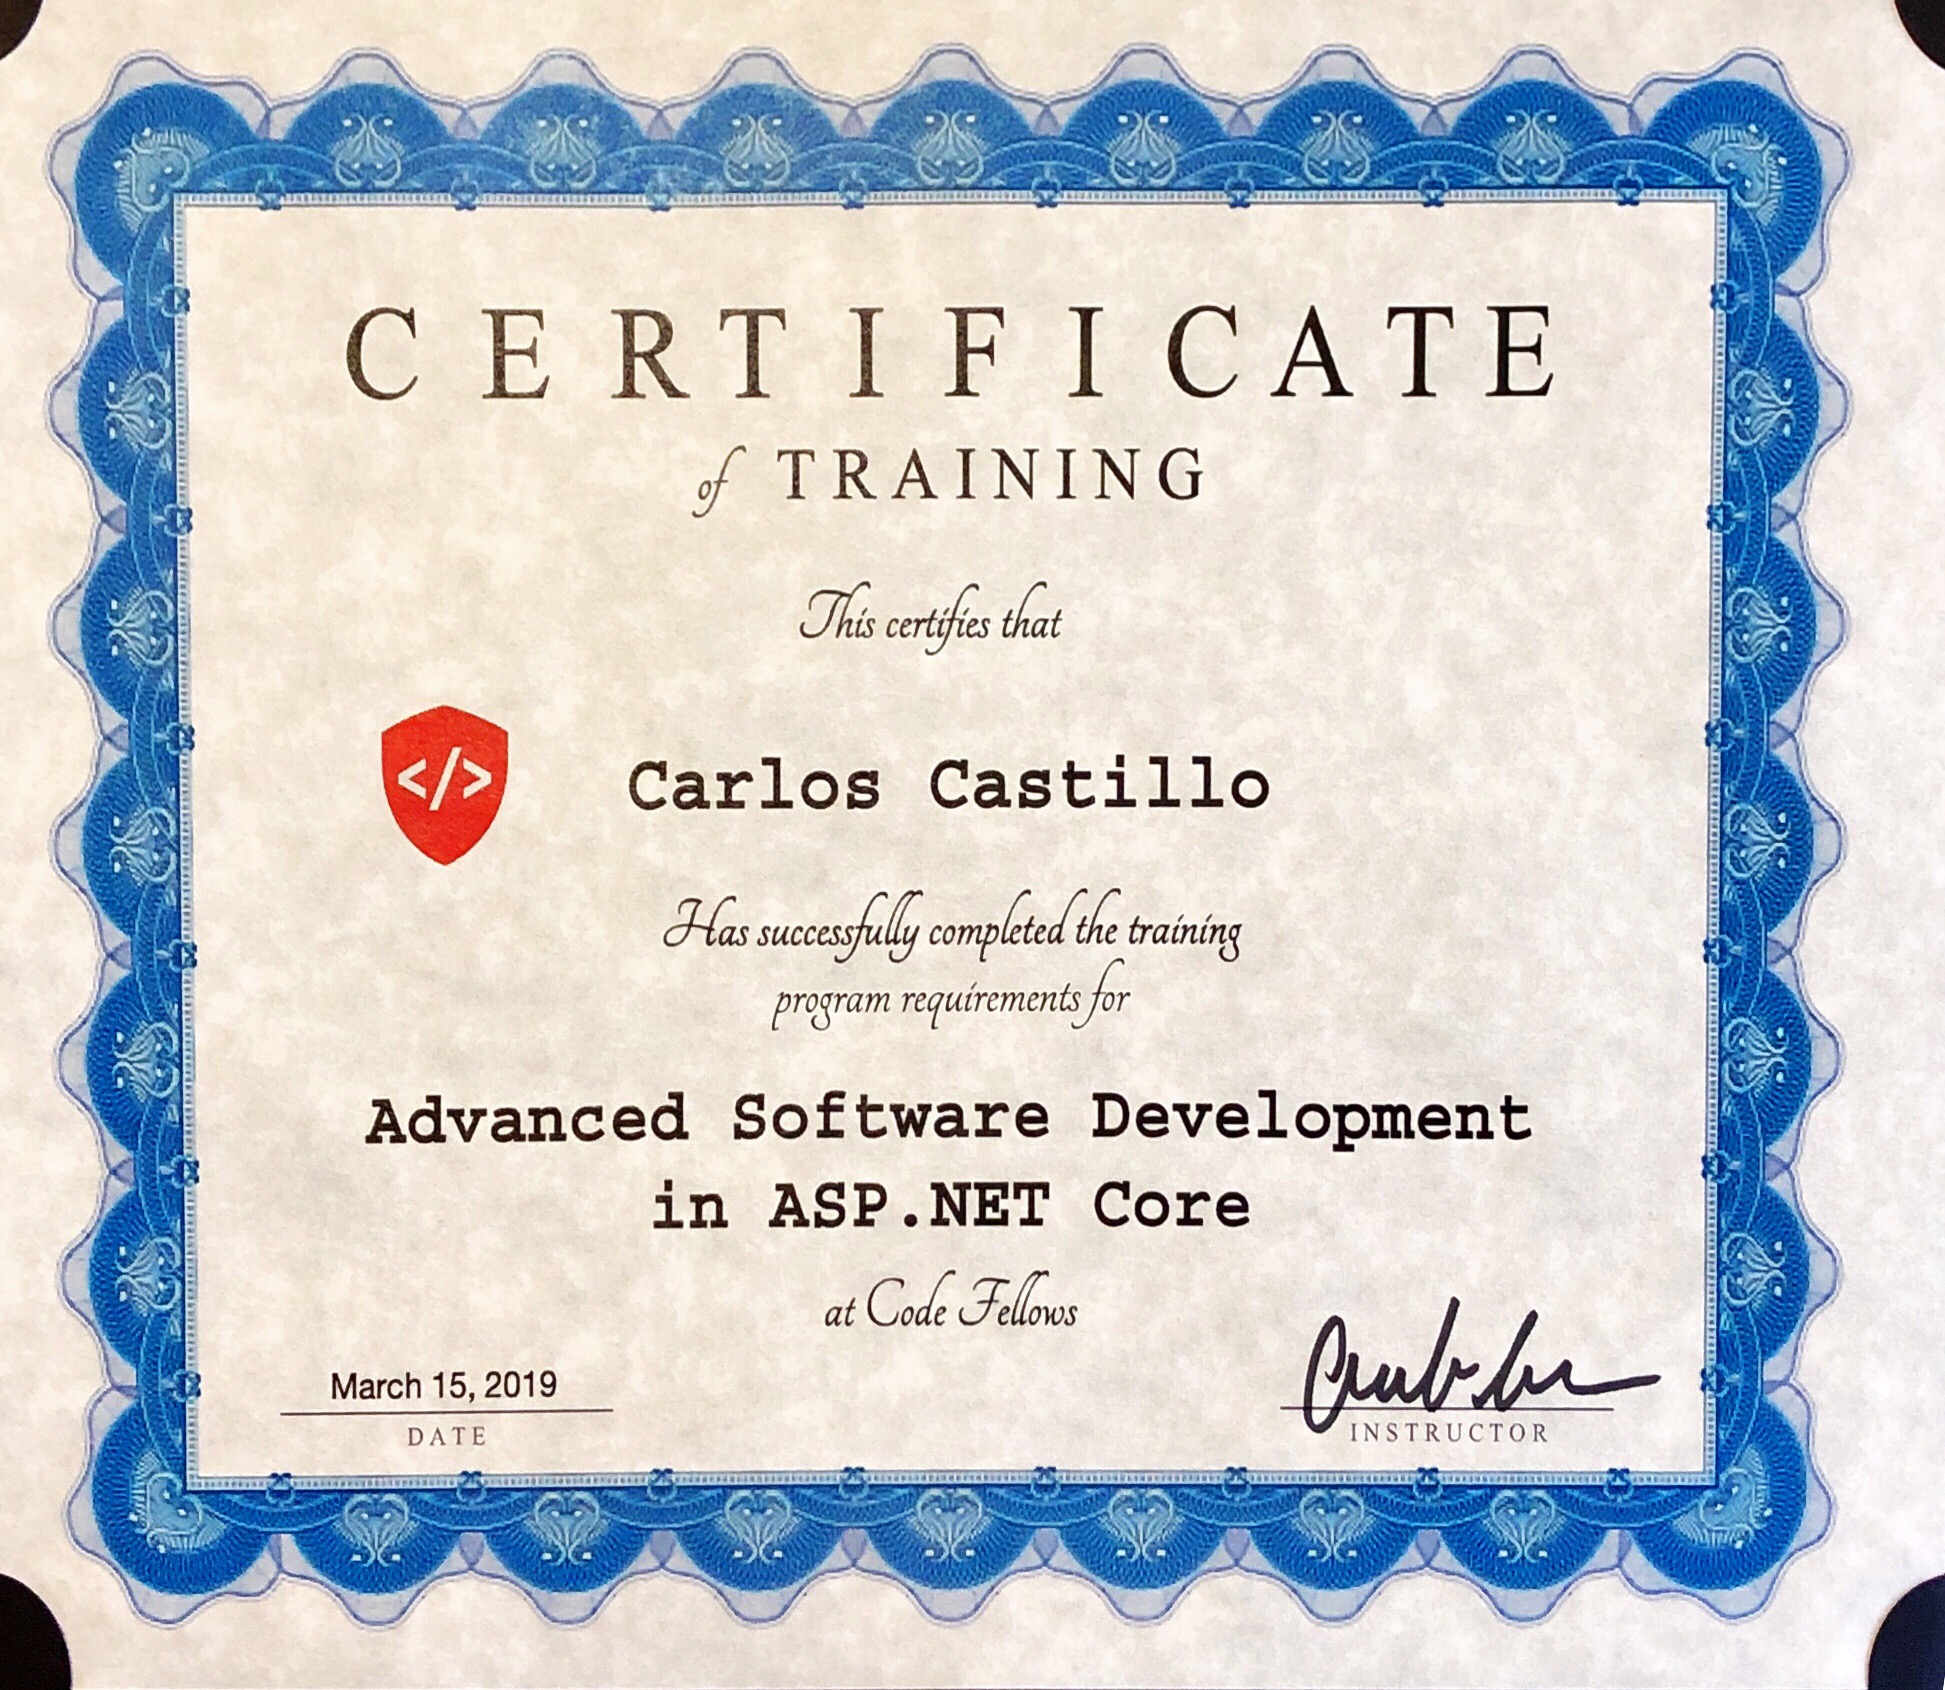 CERTIFICATE
of TRAINING
This certifies that
</>
Carlos Castillo
Has successfully completed the training
program requirements for
Advanced Software Development
in ASP.NET Core
at Code Fellows
March 15, 2019
DATE
INSTRUCTOR